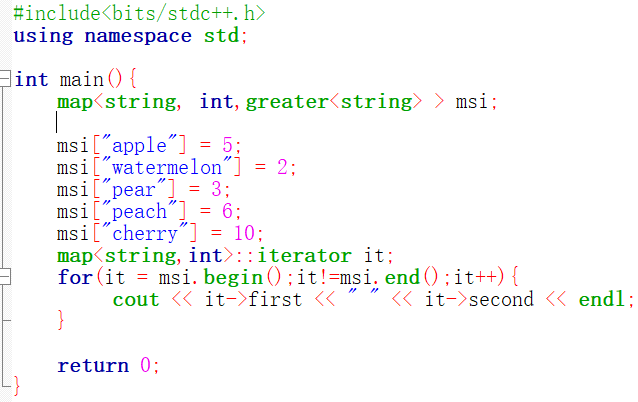 #include<bits/stdc++.h>
using namespace std;
int main(){
map<string, int,greater<string> > msi;
msi["apple"] = 5;
msi["watermelon"] = 2;
msi["pear"] = 3;
msi["peach"] = 6;
msi["cherry"] = 10;
map<string,int>::iterator it;
for(it = msi.begin();it!=msi.end();it++){
cout << it->first << " " << it->second << endl;
}
return 0;
}